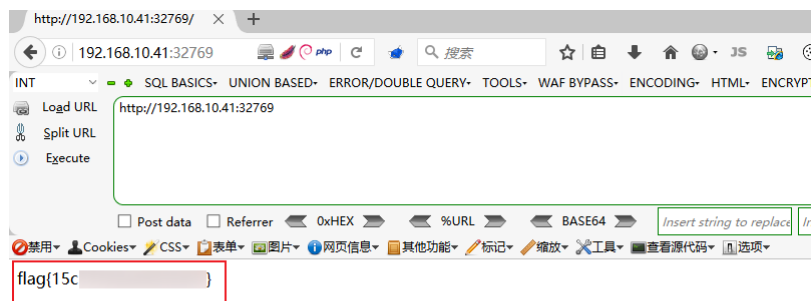 http://192.168.10.41:32769/
192.168.10.41:32769 php 搜索 JS
INT SQL BASICS UNION BASED ERROR/DOUBLE QUERY TOOLS WAF BYPASS ENCODING HTML ENCRYPT
Load URL http://192.168.10.41:32769
Split URL
Execute
Post data Referrer 0xHEX %URL BASE64 Insert string to replace
禁用 Cookies CSS 表单 图片 网页信息 其他功能 标记 缩放 工具 查看源代码 选项
flag{15c }